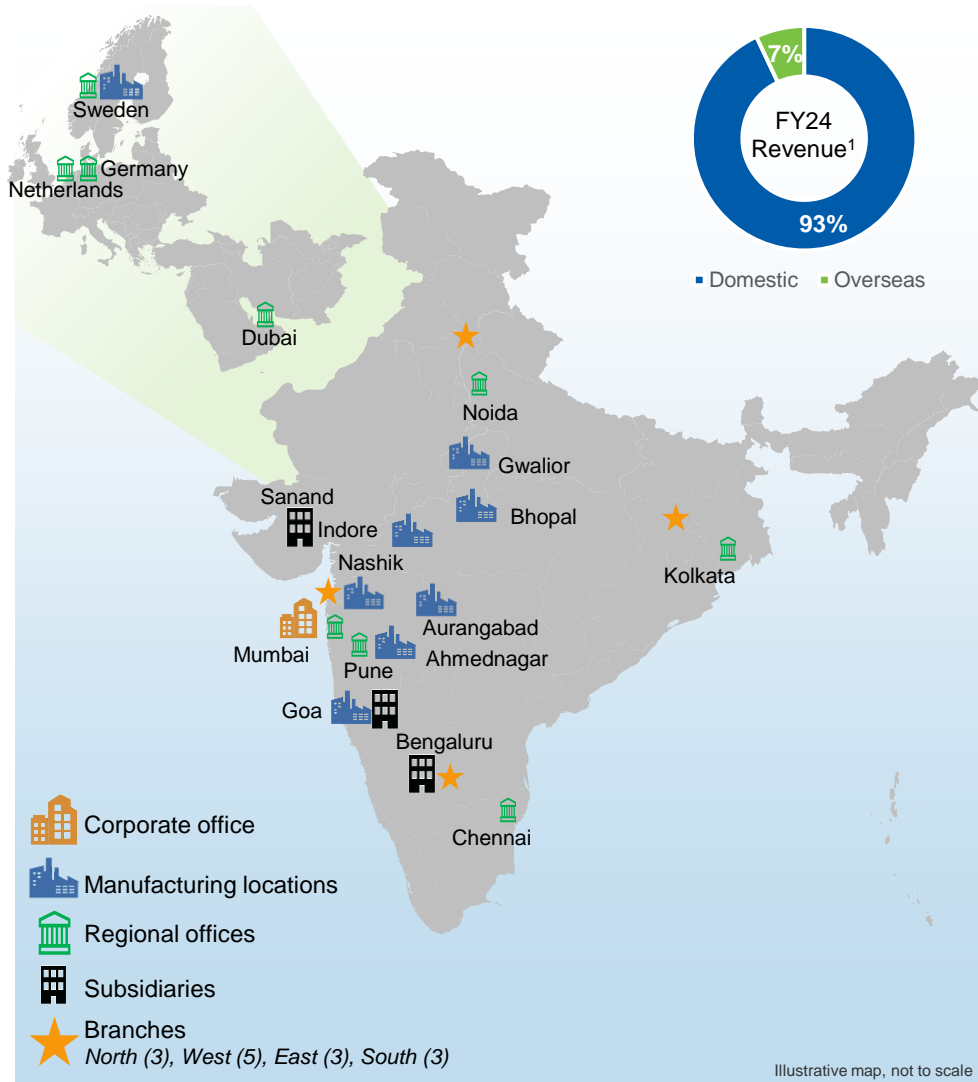 Sweden
Germany
Netherlands
Dubai
7%
FY24
Revenue¹
93%
Domestic
Overseas
Noida
Gwalior
Sanand
Indore
Bhopal
Nashik
Kolkata
Aurangabad
Mumbai
Ahmednagar
Pune
Goa
Bengaluru
Chennai
Corporate office
Manufacturing locations
Regional offices
Subsidiaries
Branches
North (3), West (5), East (3), South (3)
Illustrative map, not to scale